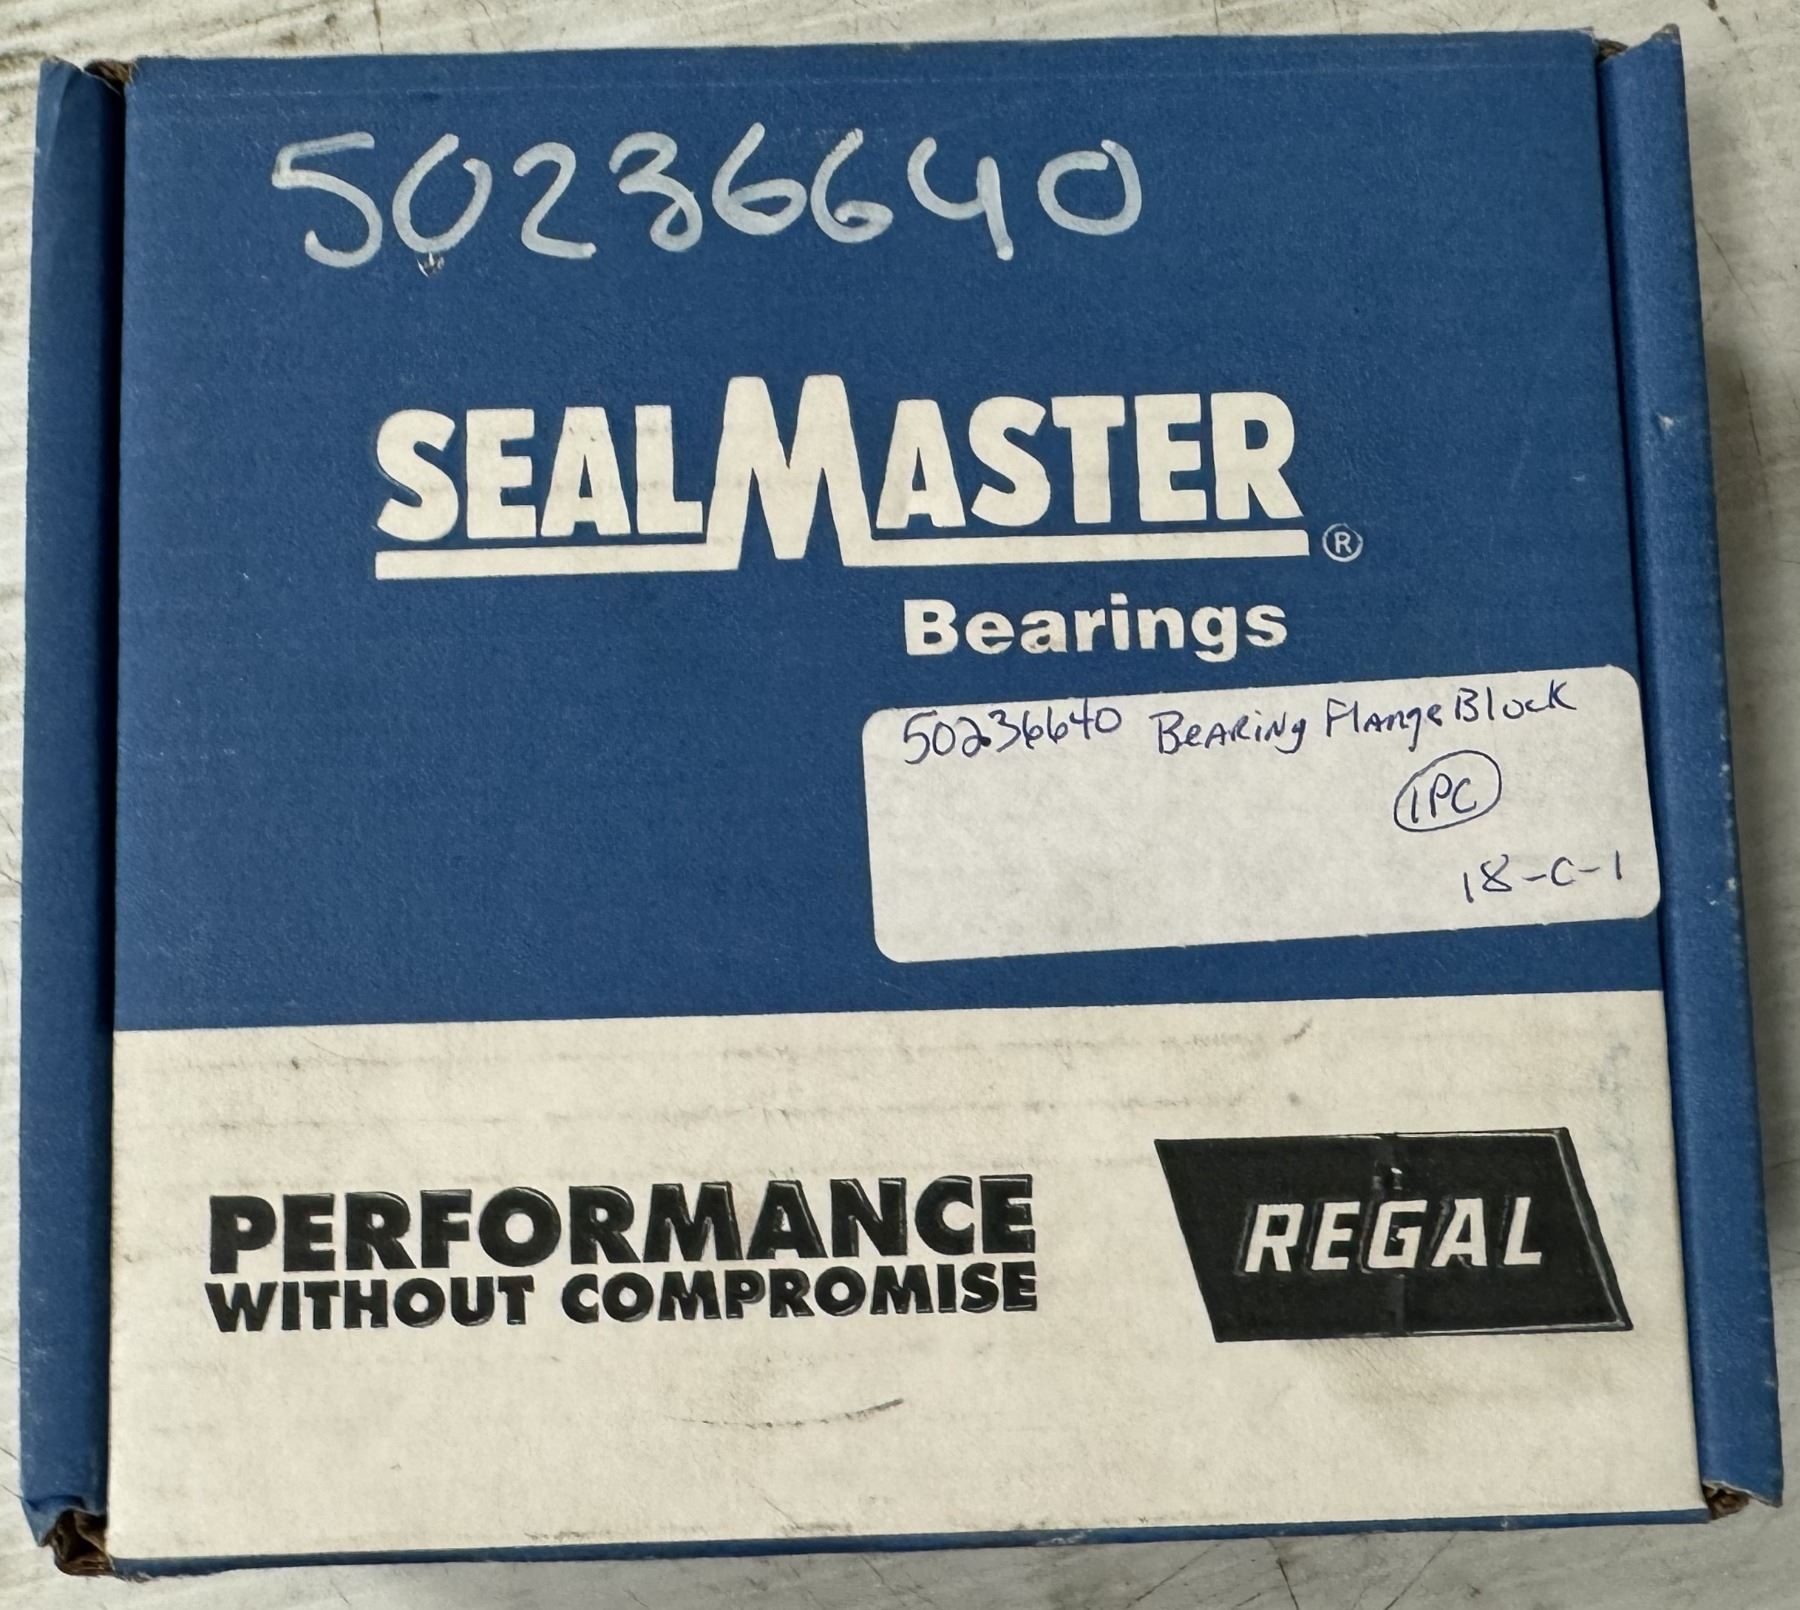 50236640
SEALMASTER®
Bearings
50236640 Bearing Flange Block
1PC
18-C-1
PERFORMANCE
WITHOUT COMPROMISE
REGAL